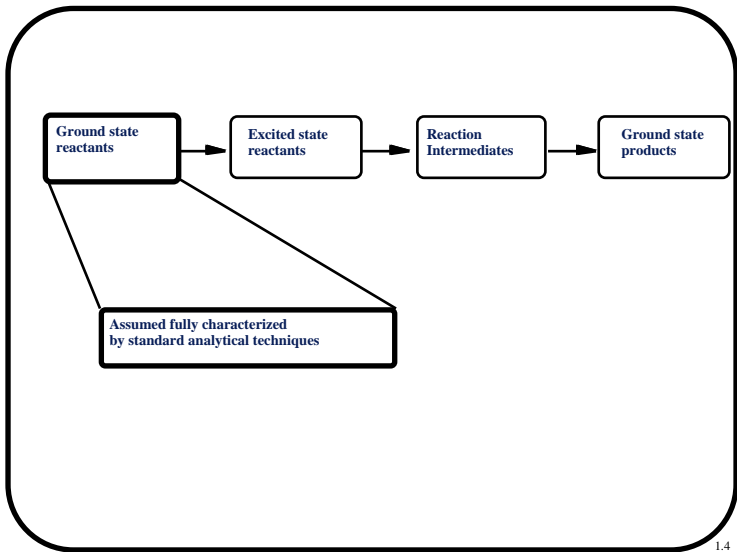 Ground state
reactants
Excited state
reactants
Reaction
Intermediates
Ground state
products
Assumed fully characterized
by standard analytical techniques
1.4